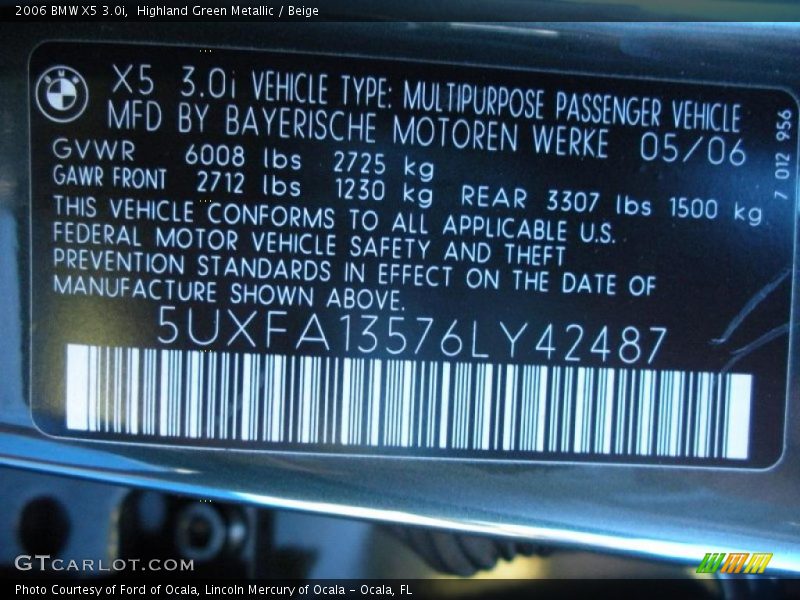 2006 BMW X5 3.0i,  Highland Green Metallic / Beige
BMW
X5 3.0i VEHICLE TYPE: MULTIPURPOSE PASSENGER VEHICLE
MFD BY BAYERISCHE MOTOREN WERKE 05/06
GVWR 6008 lbs 2725 kg
GAWR FRONT 2712 lbs 1230 kg REAR 3307 lbs 1500 kg
THIS VEHICLE CONFORMS TO ALL APPLICABLE U.S.
FEDERAL MOTOR VEHICLE SAFETY AND THEFT
PREVENTION STANDARDS IN EFFECT ON THE DATE OF
MANUFACTURE SHOWN ABOVE.
5UXFA13576LY42487
7 012 956
GTCARLOT.COM
Photo Courtesy of Ford of Ocala, Lincoln Mercury of Ocala - Ocala, FL